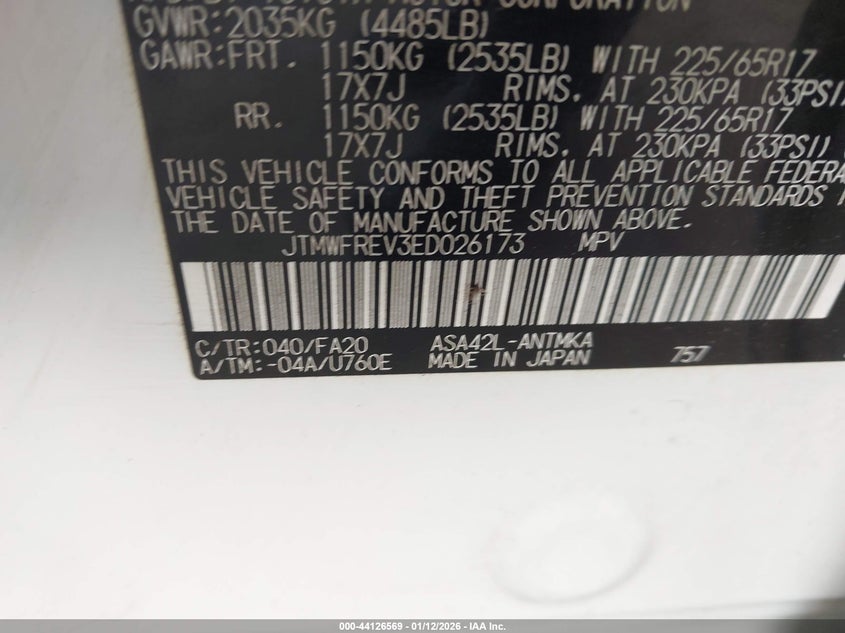 GVWR:2035KG (4485LB)
GAWR:FRT. 1150KG (2535LB) WITH 225/65R17
17X7J RIMS, AT 230KPA (33PSI)
RR. 1150KG (2535LB) WITH 225/65R17
17X7J RIMS, AT 230KPA (33PSI)
THIS VEHICLE CONFORMS TO ALL APPLICABLE FEDERA
VEHICLE SAFETY AND THEFT PREVENTION STANDARDS
THE DATE OF MANUFACTURE SHOWN ABOVE.
JTMWFREV3ED026173 MPV
C/TR:040/FA20 ASA42L-ANTMKA
A/TM:-04A/U760E MADE IN JAPAN 757
000-44126569 - 01/12/2026 - IAA Inc.